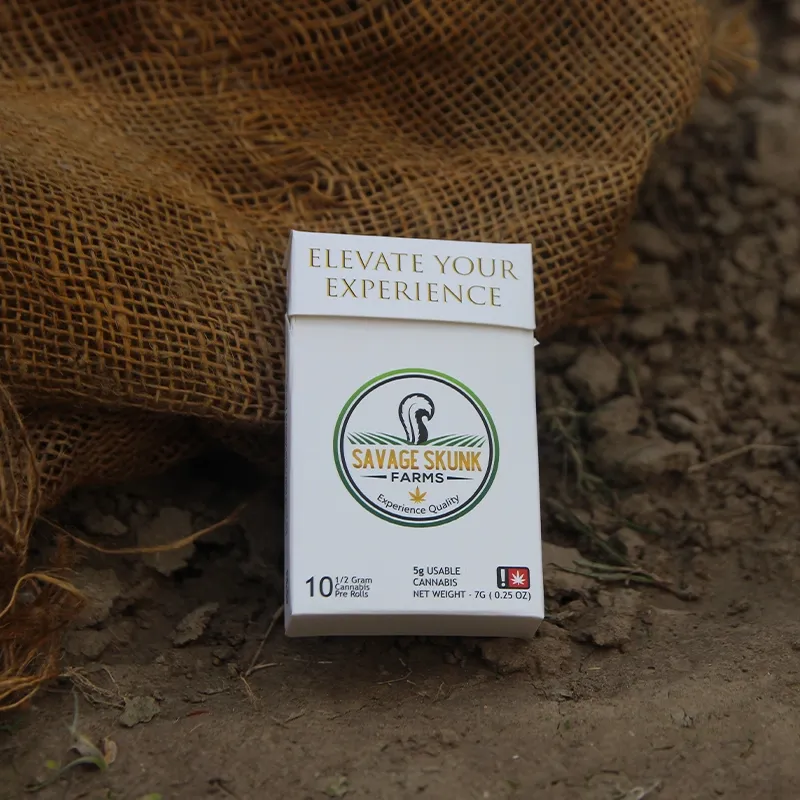 ELEVATE YOUR
EXPERIENCE
SAVAGE SKUNK
FARMS
Experience Quality
10 1/2 Gram
Cannabis
Pre Rolls
5g USABLE
CANNABIS
NET WEIGHT - 7G ( 0.25 OZ)
!